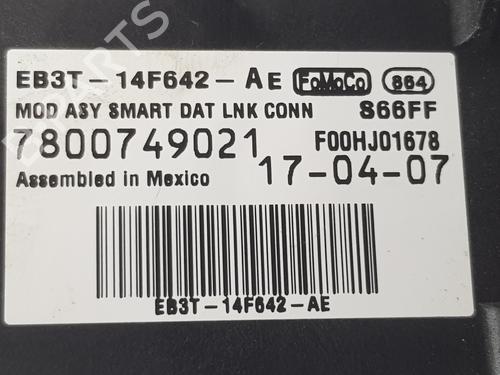 EB3T-14F642-AE FoMoCo 864
MOD ASY SMART DAT LNK CONN S66FF
7800749021 F00HJ01678
Assembled in Mexico 17-04-07
EB3T-14F642-AE